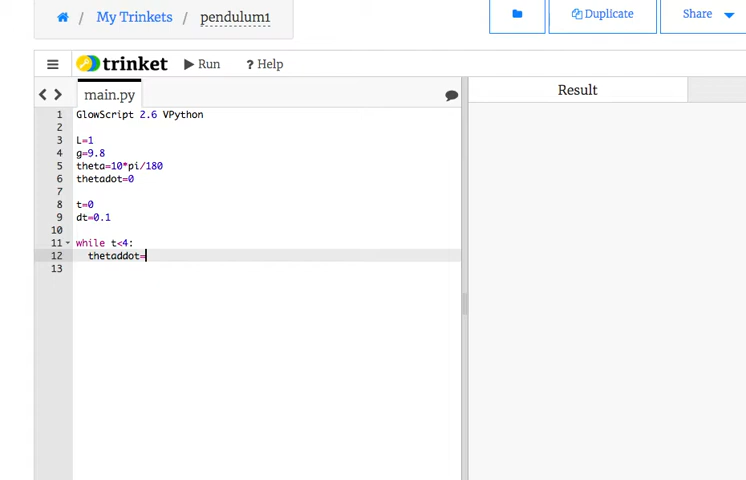 / My Trinkets / pendulum1
Duplicate
Share
trinket Run ? Help
main.py
Result
1 GlowScript 2.6 VPython
2
3 L=1
4 g=9.8
5 theta=10*pi/180
6 thetadot=0
7
8 t=0
9 dt=0.1
10
11 while t<4:
12 thetaddot=
13